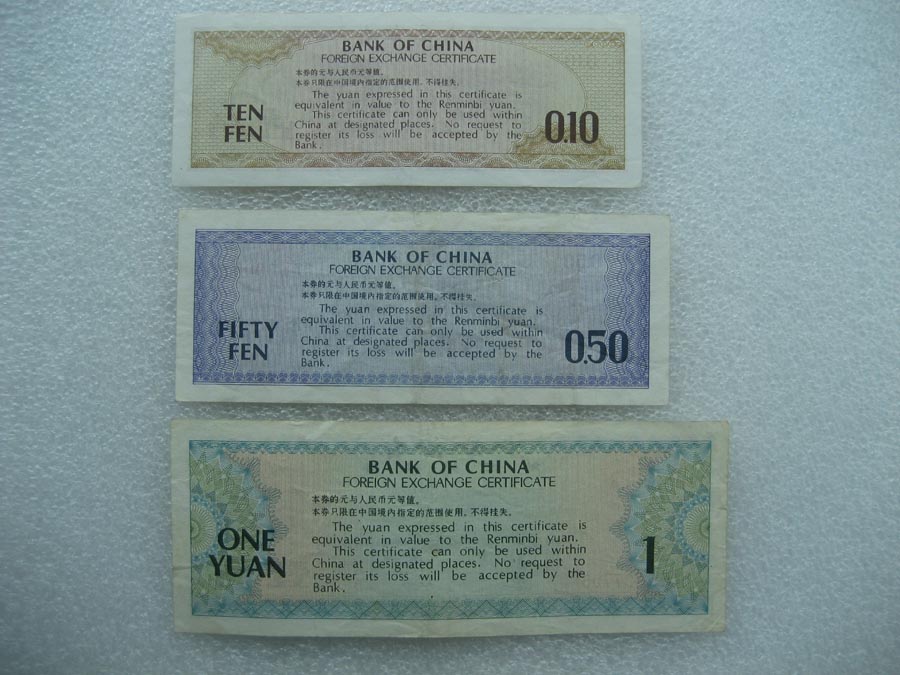 BANK OF CHINA
FOREIGN EXCHANGE CERTIFICATE
本券的元与人民币元等值。
本券只限在中国境内指定的范围使用，不得挂失。
The yuan expressed in this certificate is
equivalent in value to the Renminbi yuan.
This certificate can only be used within
China at designated places. No request to
register its loss will be accepted by the
Bank.
TEN
FEN
0.10
BANK OF CHINA
FOREIGN EXCHANGE CERTIFICATE
本券的元与人民币元等值。
本券只限在中国境内指定的范围使用，不得挂失。
The yuan expressed in this certificate is
equivalent in value to the Renminbi yuan.
This certificate can only be used within
China at designated places. No request to
register its loss will be accepted by the
Bank.
FIFTY
FEN
0.50
BANK OF CHINA
FOREIGN EXCHANGE CERTIFICATE
本券的元与人民币元等值。
本券只限在中国境内指定的范围使用，不得挂失。
The yuan expressed in this certificate is
equivalent in value to the Renminbi yuan.
This certificate can only be used within
China at designated places. No request to
register its loss will be accepted by the
Bank.
ONE
YUAN
1